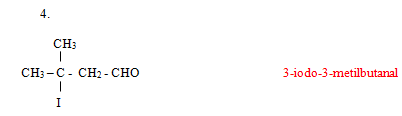 4.
CH3
CH3 – C - CH2 - CHO 3-iodo-3-metilbutanal
I